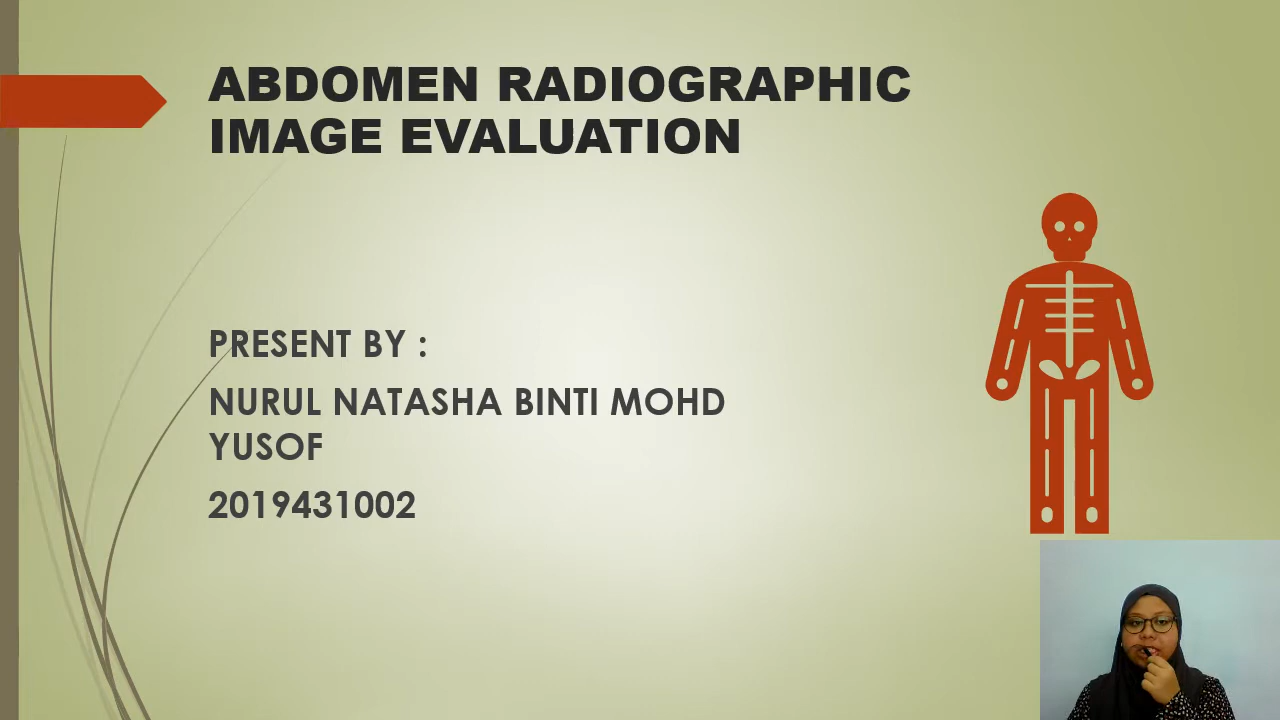 ABDOMEN RADIOGRAPHIC
IMAGE EVALUATION
PRESENT BY :
NURUL NATASHA BINTI MOHD
YUSOF
2019431002